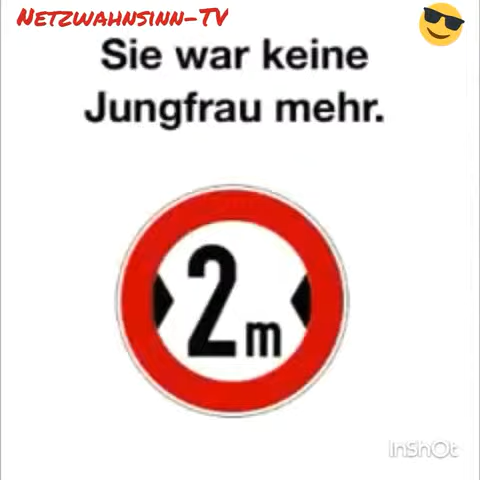 NETZWAHNSINN-TV
Sie war keine
Jungfrau mehr.
2m
InShOt